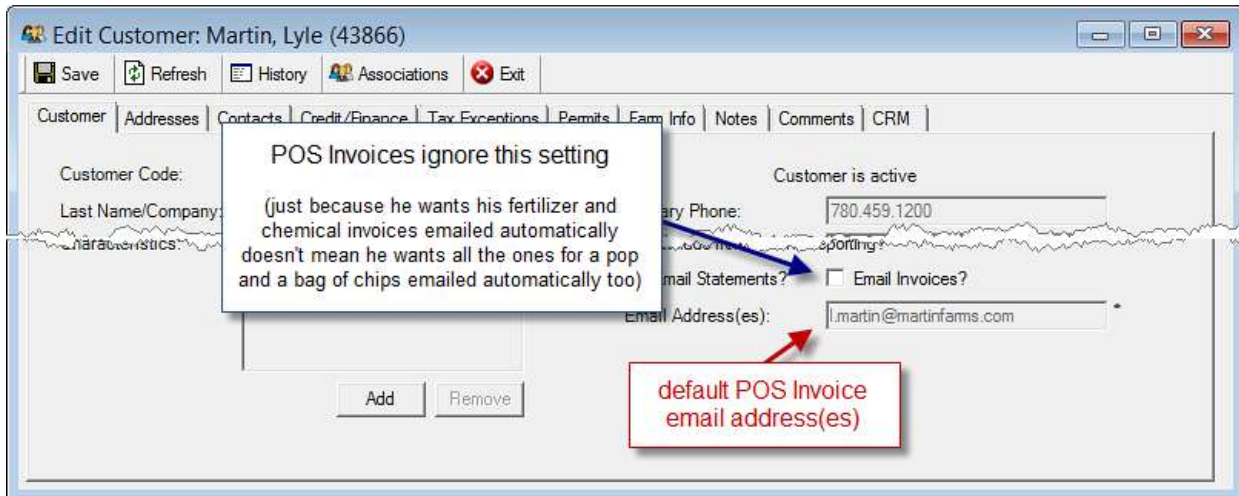 Edit Customer: Martin, Lyle (43866)
Save Refresh History Associations Exit
Customer Addresses Contacts Credit/Finance Tax Exceptions Permits Farm Info Notes Comments CRM
POS Invoices ignore this setting
(just because he wants his fertilizer and
chemical invoices emailed automatically
doesn't mean he wants all the ones for a pop
and a bag of chips emailed automatically too)
Customer Code:
Customer is active
Last Name/Company:
Phone:
780.459.1200
Characteristics:
Statements?
Email Invoices?
Email Address(es):
l.martin@martinfarms.com *
Add Remove
default POS Invoice
email address(es)